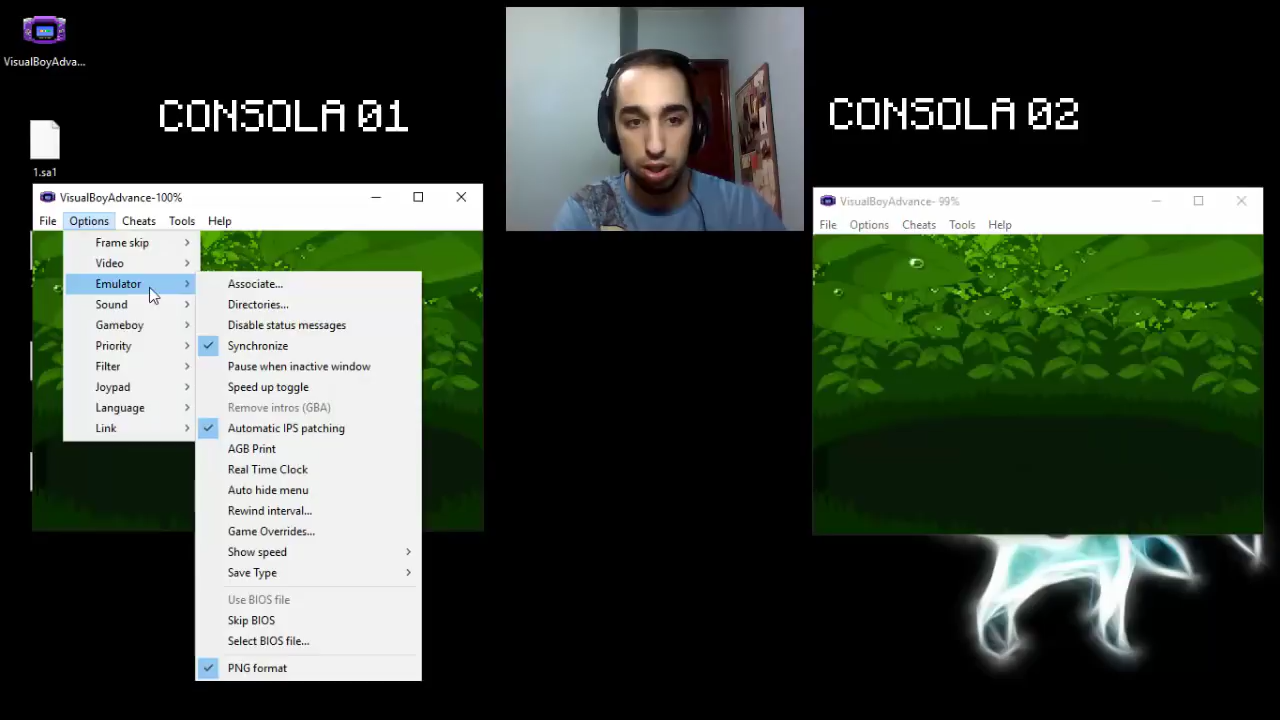 VisualBoyAdva...
CONSOLA 01
CONSOLA 02
1.sa1
VisualBoyAdvance-100%
File Options Cheats Tools Help
Frame skip
Video
Emulator
Sound
Gameboy
Priority
Filter
Joypad
Language
Link
Associate...
Directories...
Disable status messages
Synchronize
Pause when inactive window
Speed up toggle
Remove intros (GBA)
Automatic IPS patching
AGB Print
Real Time Clock
Auto hide menu
Rewind interval...
Game Overrides...
Show speed
Save Type
Use BIOS file
Skip BIOS
Select BIOS file...
PNG format
VisualBoyAdvance- 99%
File Options Cheats Tools Help